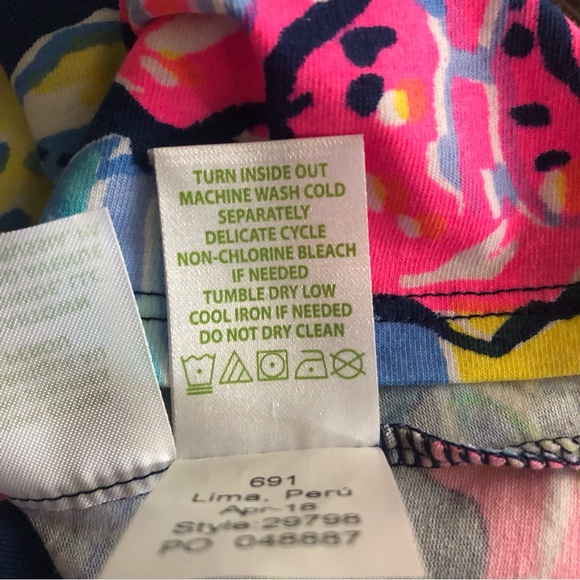 TURN INSIDE OUT
MACHINE WASH COLD
SEPARATELY
DELICATE CYCLE
NON-CHLORINE BLEACH
IF NEEDED
TUMBLE DRY LOW
COOL IRON IF NEEDED
DO NOT DRY CLEAN
691
Lima, Perú
Apr-18
Style:29798
PO 048887